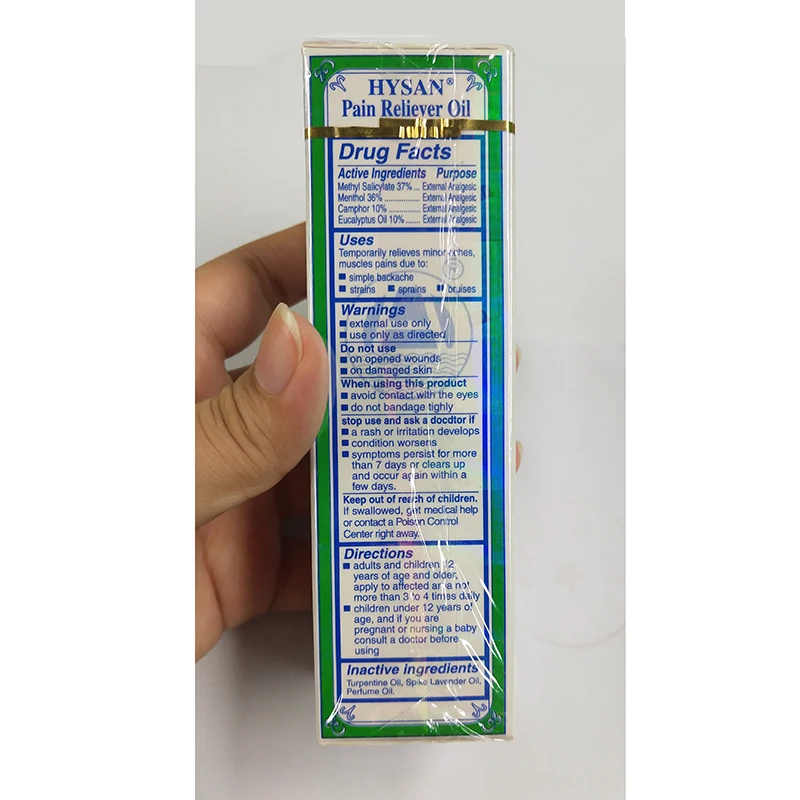 HYSAN®
Pain Reliever Oil
Drug Facts
Active Ingredients Purpose
Methyl Salicylate 37% ... External Analgesic
Menthol 36% .................. External Analgesic
Camphor 10% ............... External Analgesic
Eucalyptus Oil 10% ....... External Analgesic
Uses
Temporarily relieves minor aches,
muscles pains due to:
■ simple backache
■ strains ■ sprains ■ bruises
Warnings
■ external use only
■ use only as directed
Do not use
■ on opened wounds
■ on damaged skin
When using this product
■ avoid contact with the eyes
■ do not bandage tighly
stop use and ask a docdtor if
■ a rash or irritation develops
■ condition worsens
■ symptoms persist for more
than 7 days or clears up
and occur again within a
few days.
Keep out of reach of children.
If swallowed, get medical help
or contact a Poison Control
Center right away.
Directions
■ adults and children 12
years of age and older,
apply to affected area not
more than 3 to 4 times daily
■ children under 12 years of
age, and if you are
pregnant or nursing a baby
consult a doctor before
using
Inactive Ingredients
Turpentine Oil, Spike Lavender Oil,
Perfume Oil.